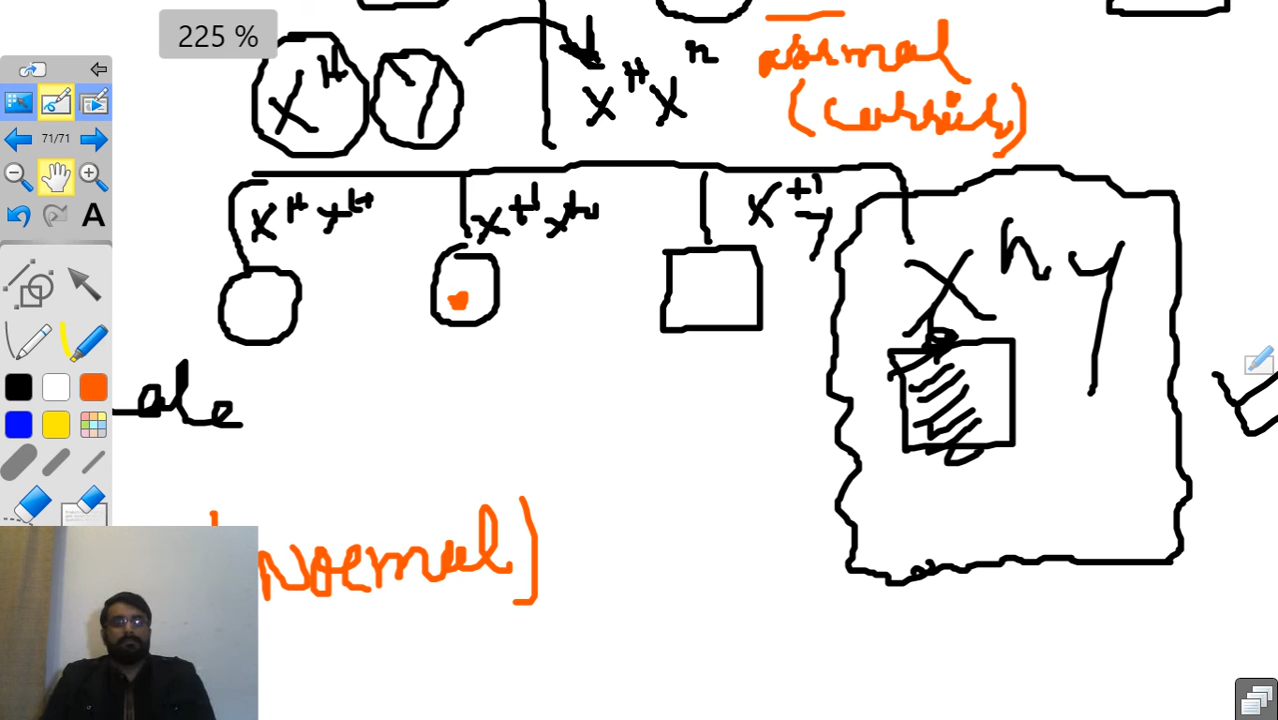 225 %
X^H Y X^H X^h normal
(carrier)
71/71
X^H X^H X^H X^h X^H Y X^h Y
A
ale
Normal]